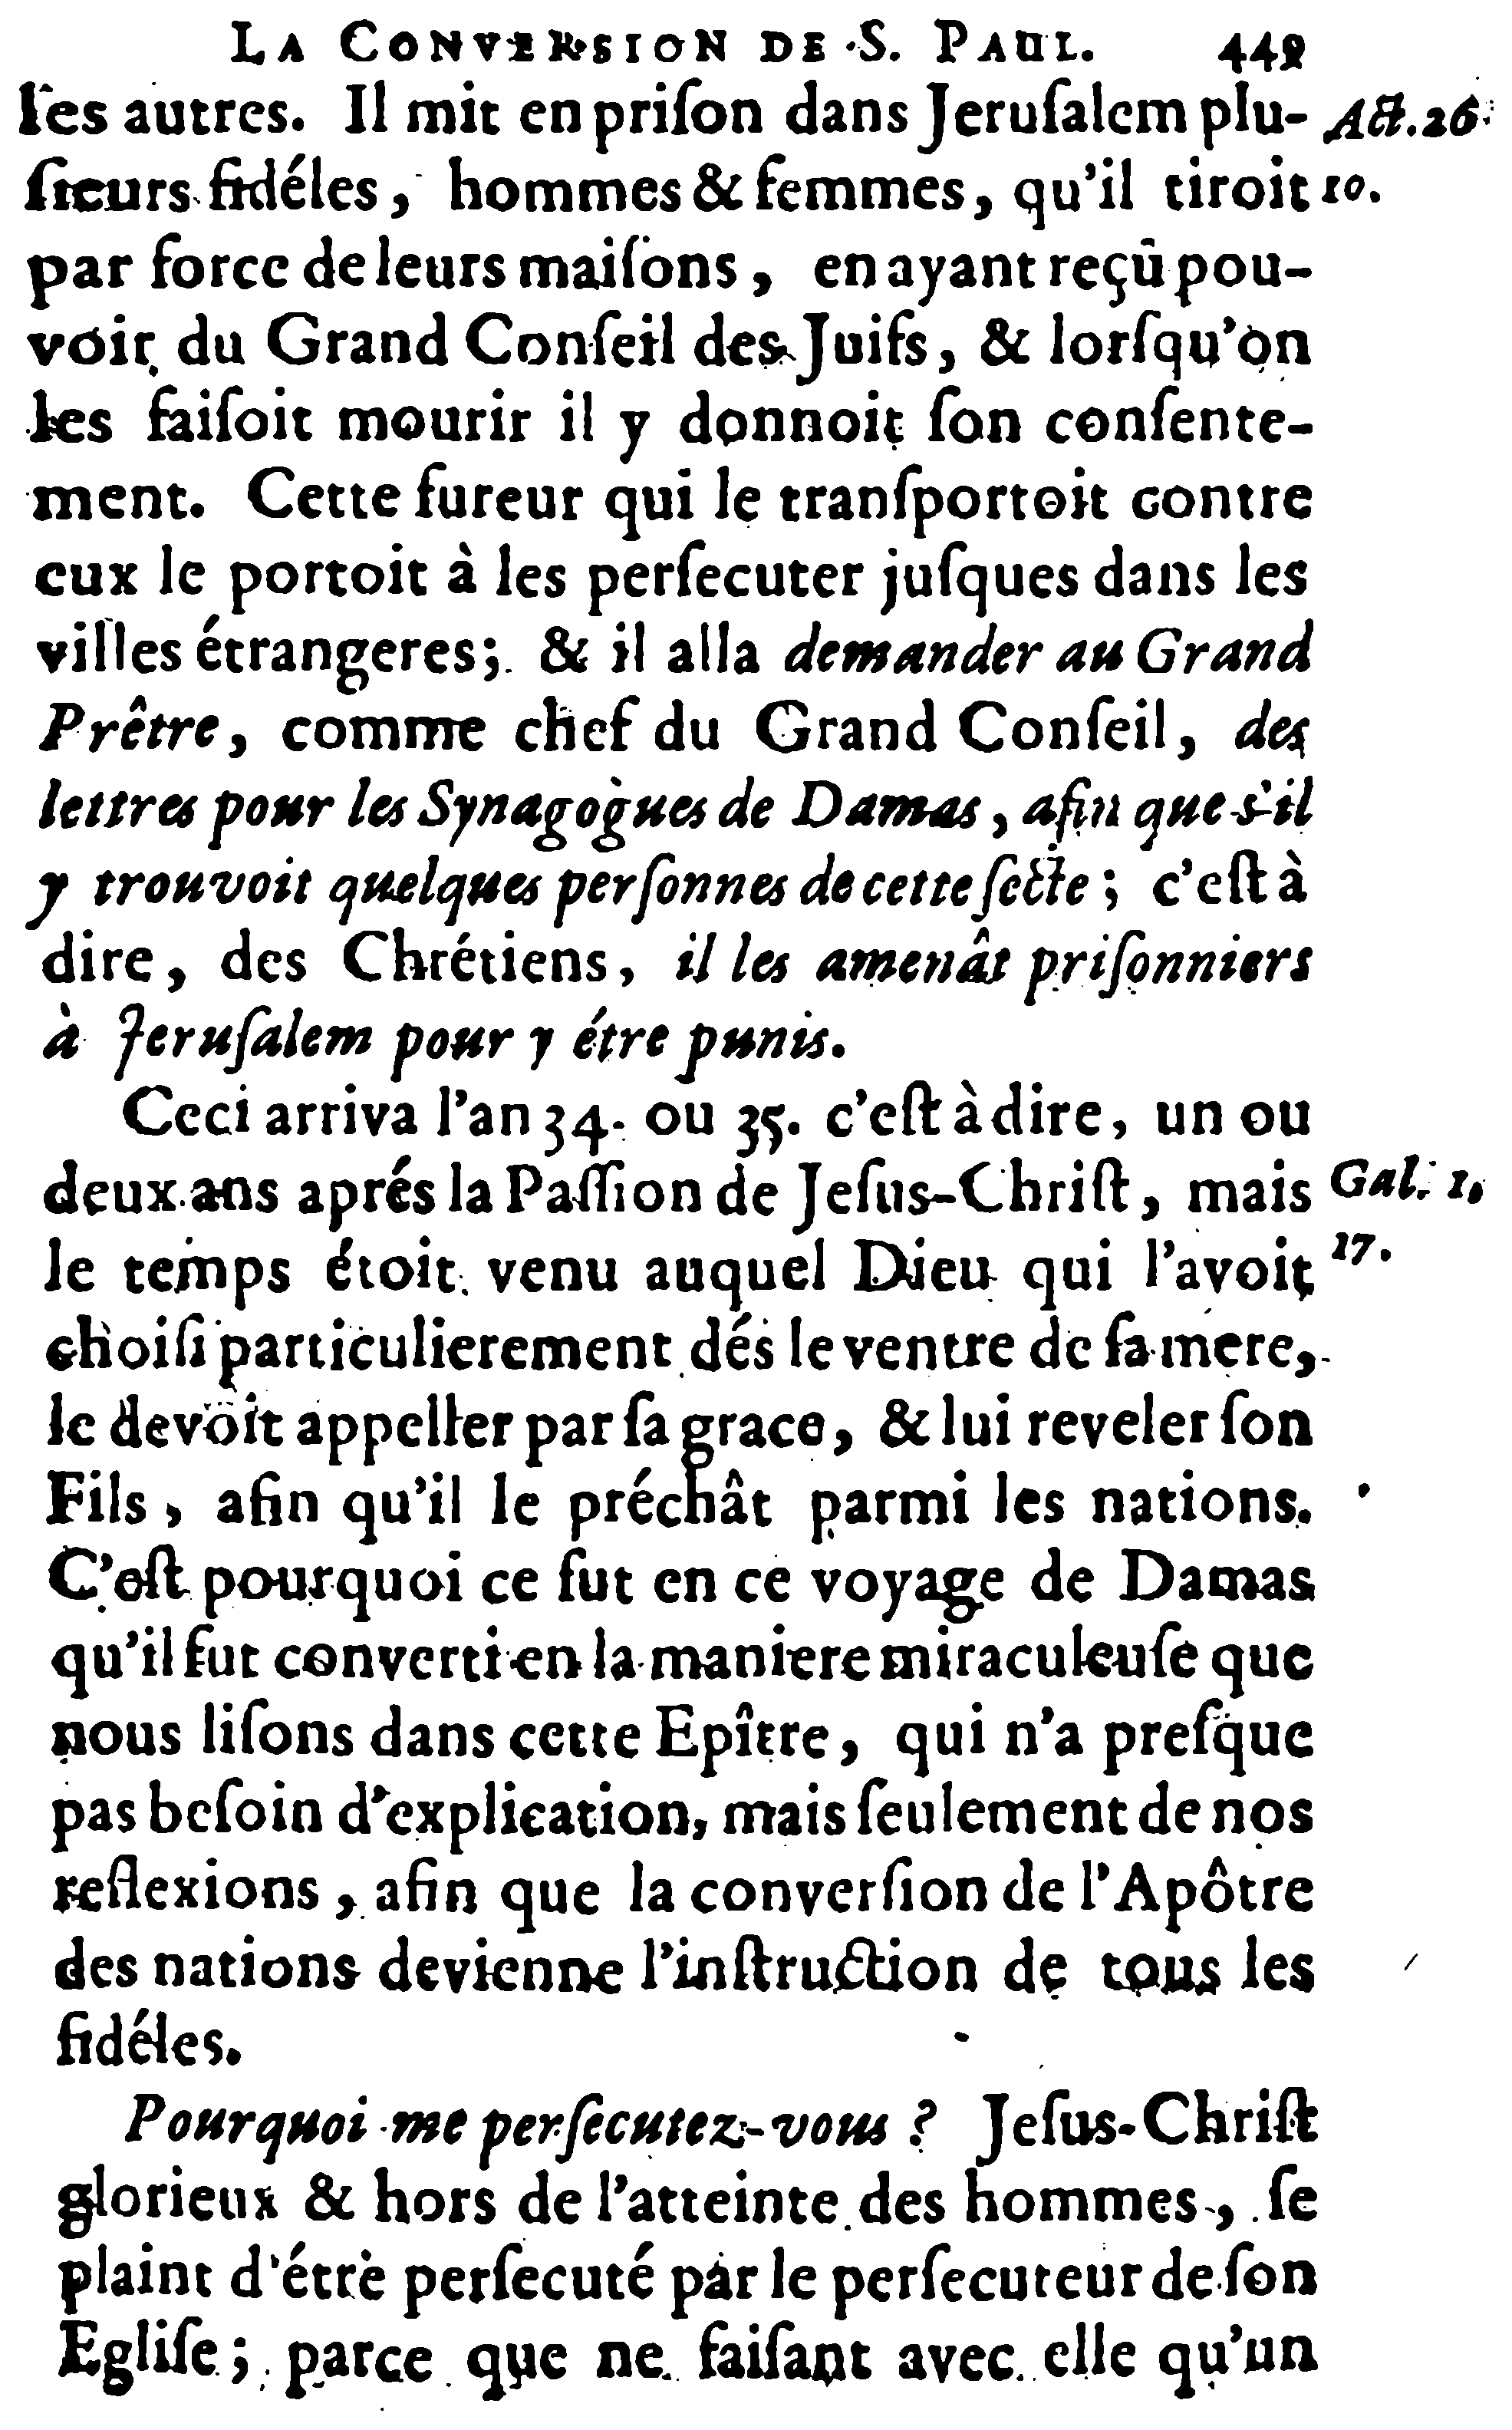 LA CONVERSION DE S. PAUL. 449
les autres. Il mit en priſon dans Jeruſalem plu- Act. 26.
ſieurs fidéles, hommes & femmes, qu'il tiroit 10.
par force de leurs maiſons, en ayant reçû pou-
voir du Grand Conſeil des Juifs, & lorſqu'on
les faiſoit mourir il y donnoit ſon conſente-
ment. Cette fureur qui le tranſportoit contre
eux le portoit à les perſecuter juſques dans les
villes étrangeres; & il alla demander au Grand
Prêtre, comme chef du Grand Conſeil, des
lettres pour les Synagogues de Damas, afin que s'il
y trouvoit quelques perſonnes de cette ſecte; c'eſt à
dire, des Chrétiens, il les amenât priſonniers
à Jeruſalem pour y étre punis.
Ceci arriva l'an 34. ou 35. c'eſt à dire, un ou
deux ans aprés la Paſſion de Jeſus-Chriſt, mais Gal. 1.
le temps étoit venu auquel Dieu qui l'avoit 17.
choiſi particulierement dés le ventre de ſa mere,
le devoit appeller par ſa grace, & lui reveler ſon
Fils, afin qu'il le préchât parmi les nations.
C'eſt pourquoi ce fut en ce voyage de Damas
qu'il fut converti en la maniere miraculeuſe que
nous liſons dans cette Epître, qui n'a preſque
pas beſoin d'explication, mais ſeulement de nos
reflexions, afin que la converſion de l'Apôtre
des nations devienne l'inſtruction de tous les
fidéles.
Pourquoi me perſecutez-vous? Jeſus-Chriſt
glorieux & hors de l'atteinte des hommes, ſe
plaint d'étre perſecuté par le perſecuteur de ſon
Egliſe; parce que ne faiſant avec elle qu'un